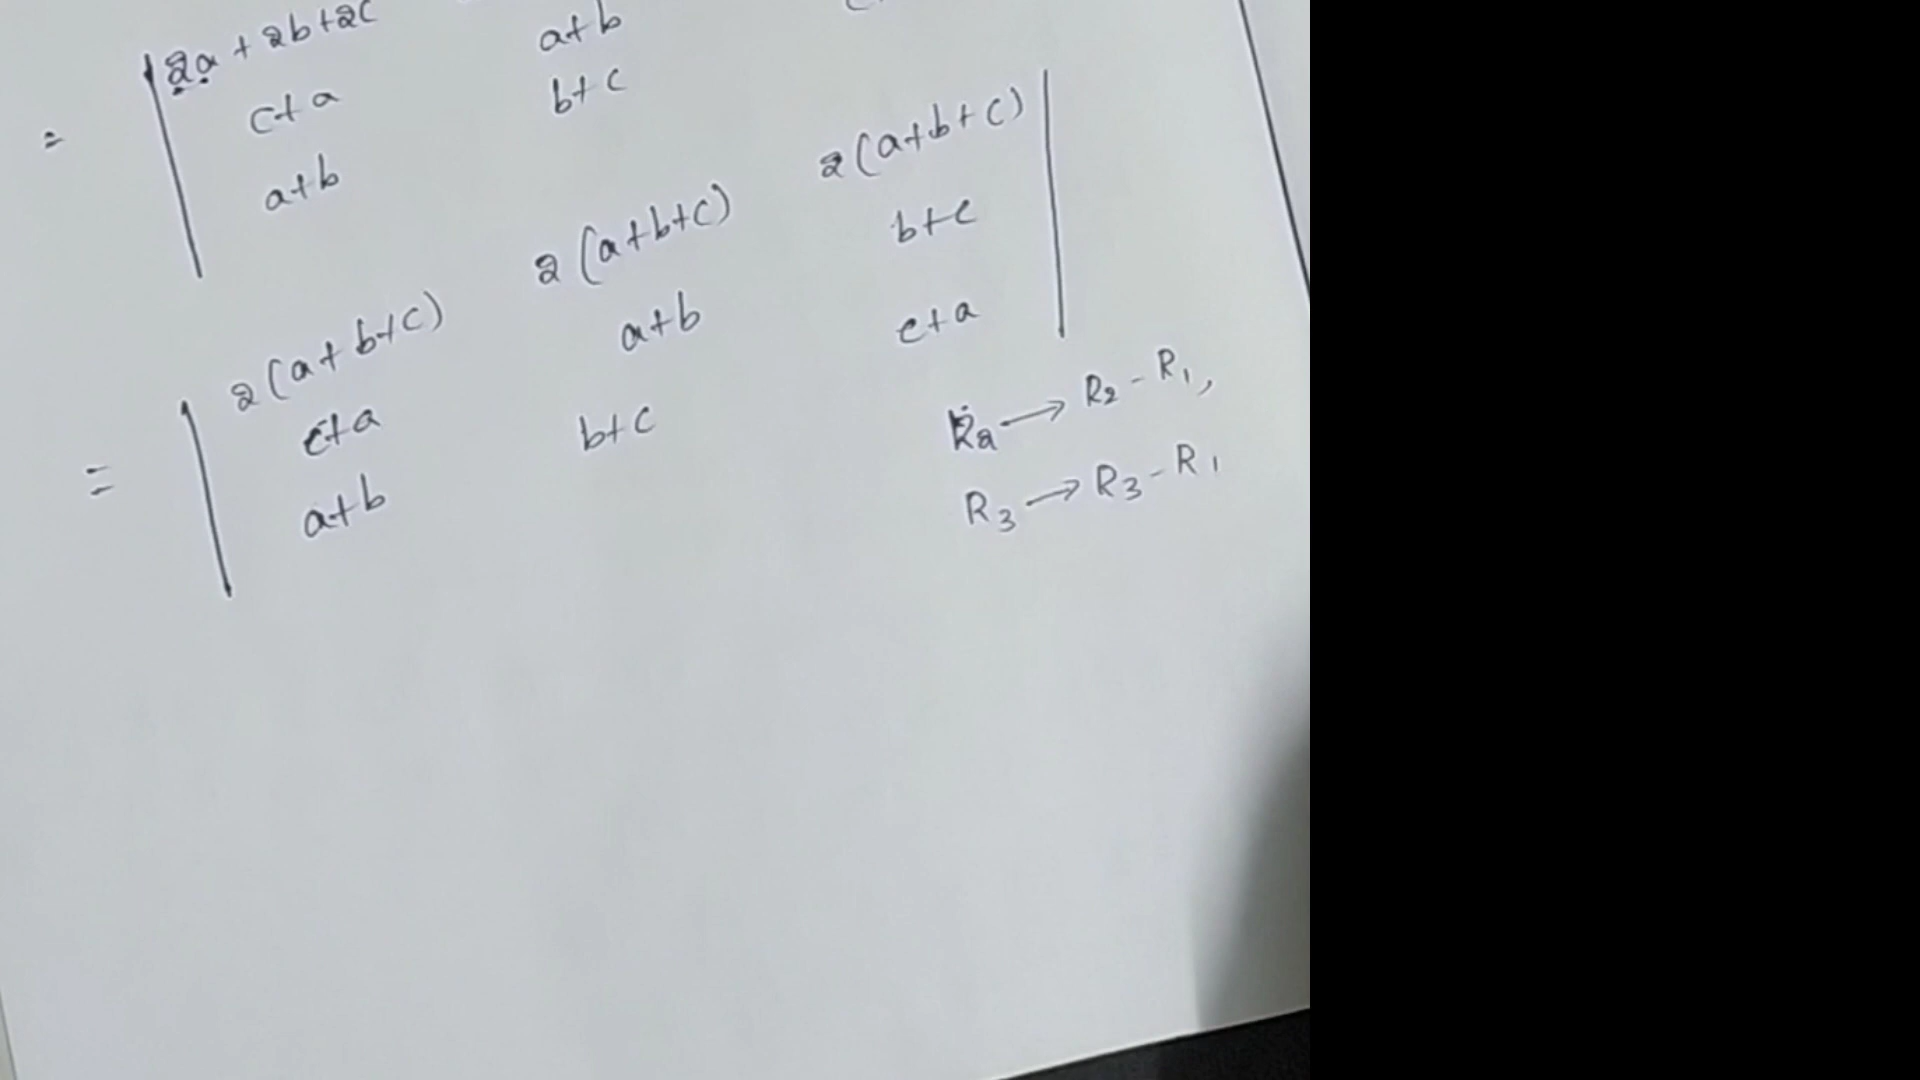 2a + 2b + 2c
c+a a+b
= a+b b+c
2(a+b+c) 2(a+b+c) 2(a+b+c)
= c+a a+b b+c
a+b b+c c+a
R2 → R2 - R1,
R3 → R3 - R1